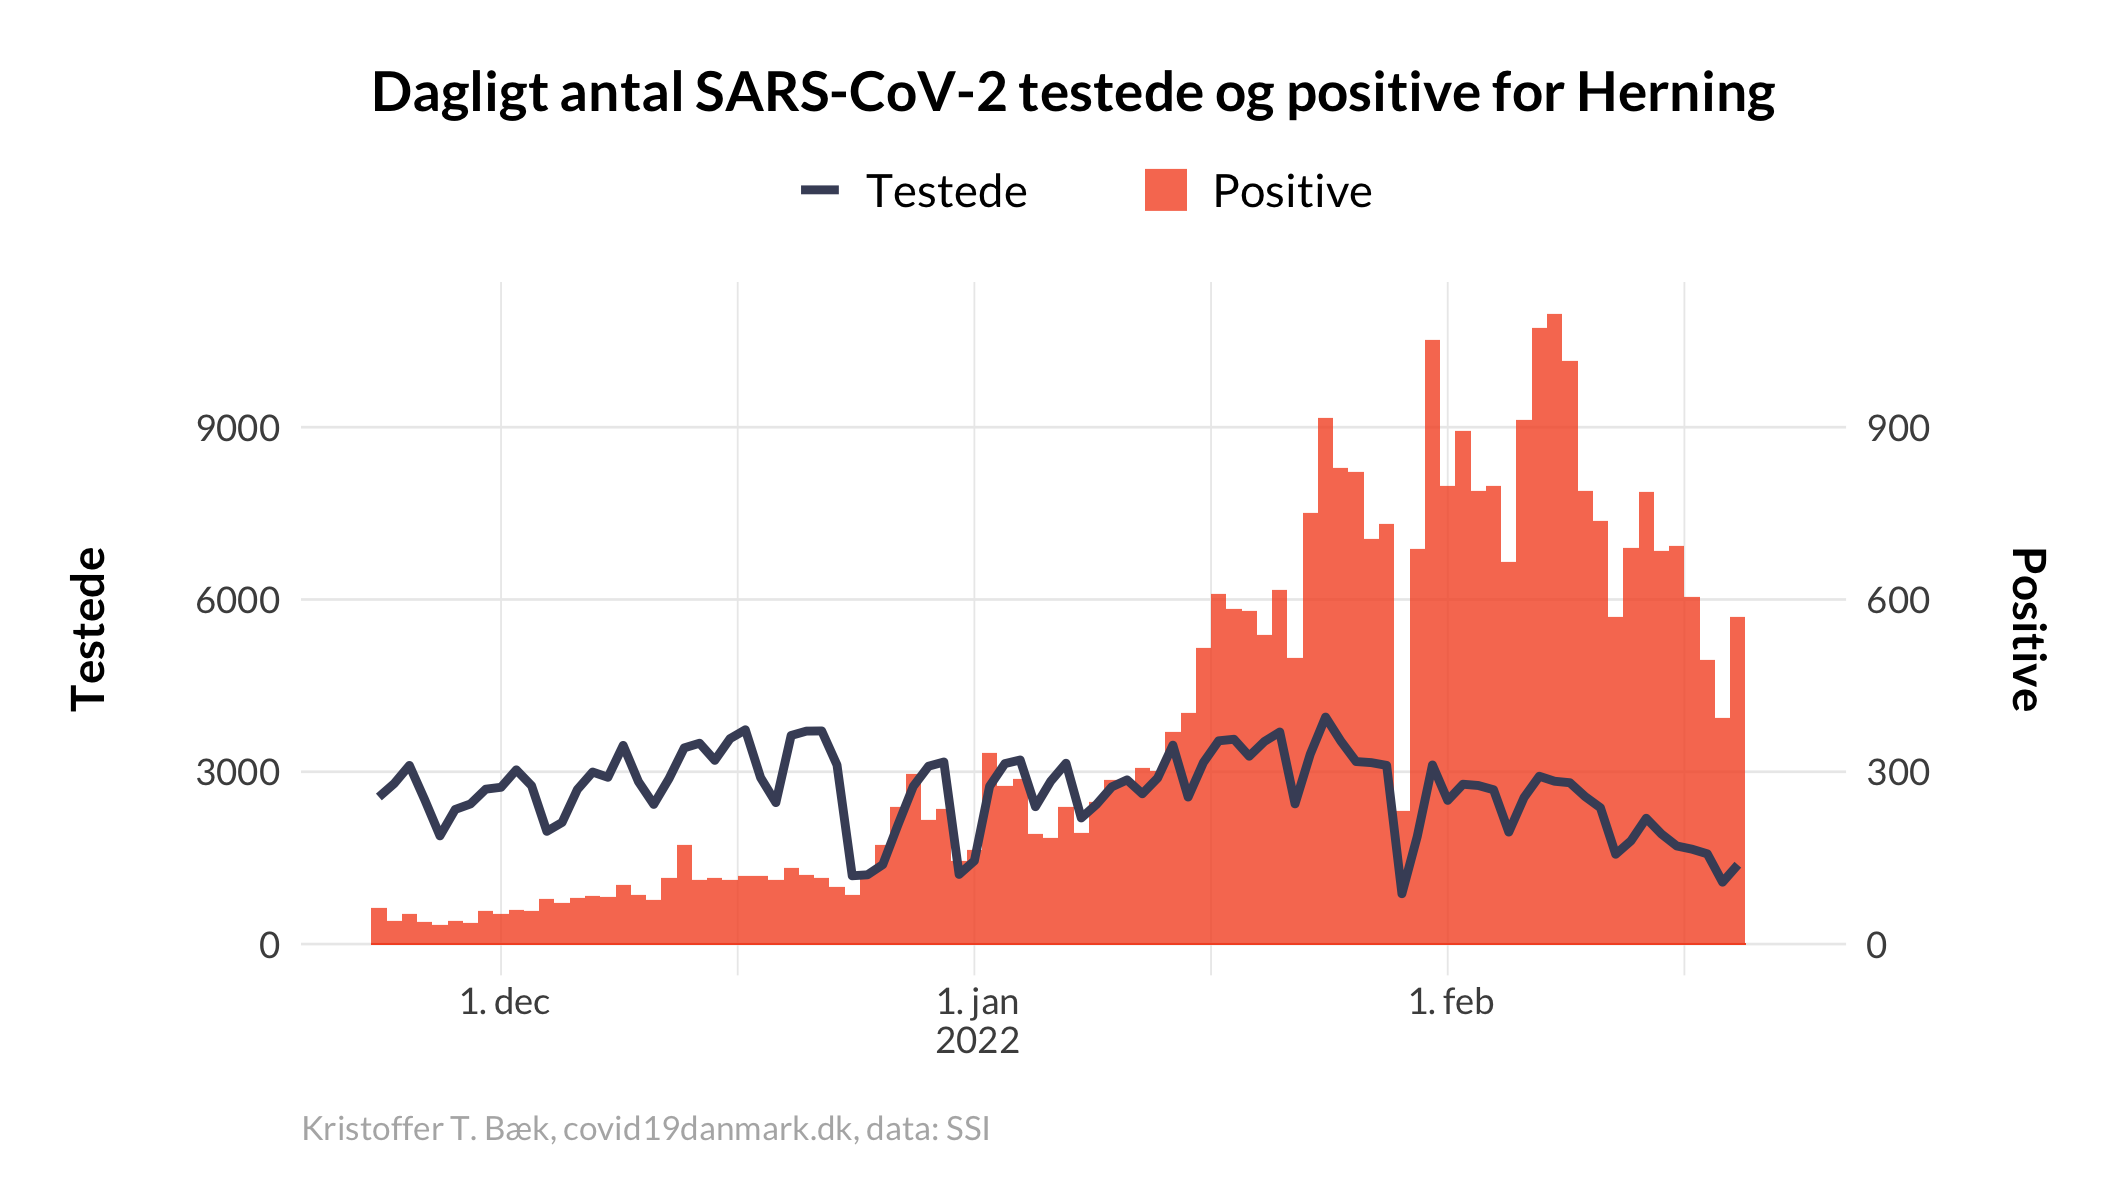 Dagligt antal SARS-CoV-2 testede og positive for Herning
Testede
Positive
9000
6000
3000
0
Testede
900
600
300
0
Positive
1. dec
1. jan
2022
1. feb
Kristoffer T. Bæk, covid19danmark.dk, data: SSI